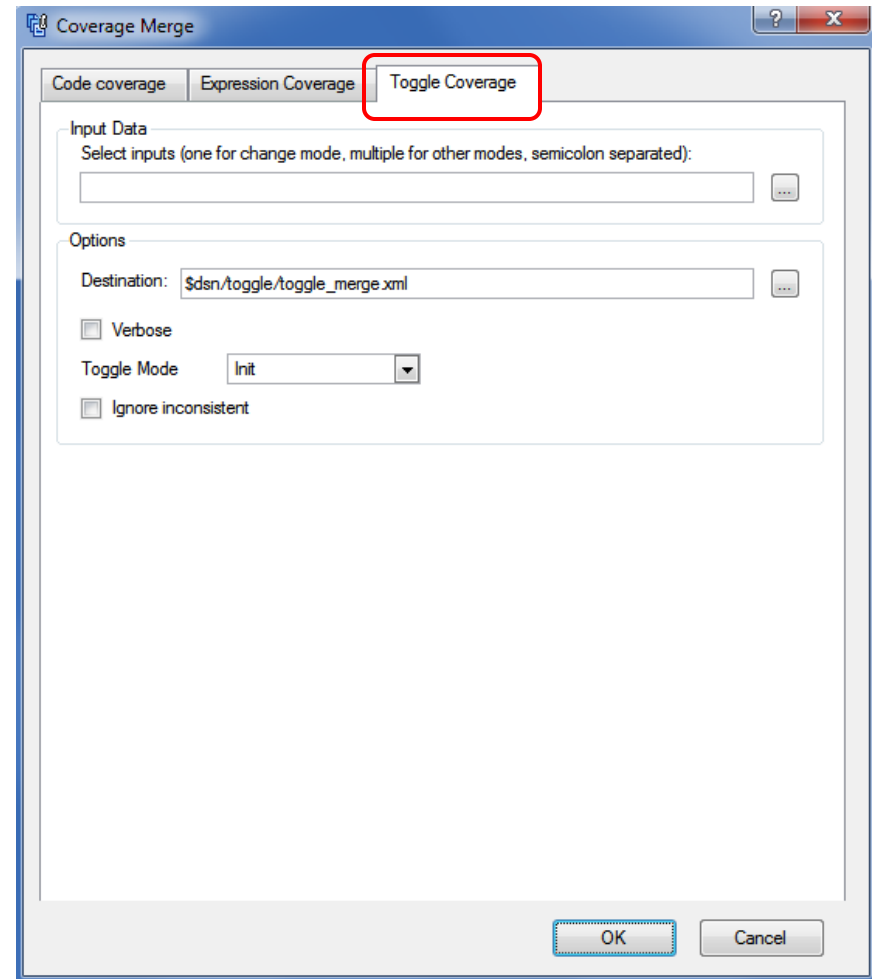 Coverage Merge
?
Code coverage
Expression Coverage
Toggle Coverage
Input Data
Select inputs (one for change mode, multiple for other modes, semicolon separated):
...
Options
Destination:
$dsn/toggle/toggle_merge.xml
...
Verbose
Toggle Mode
Init
Ignore inconsistent
OK
Cancel